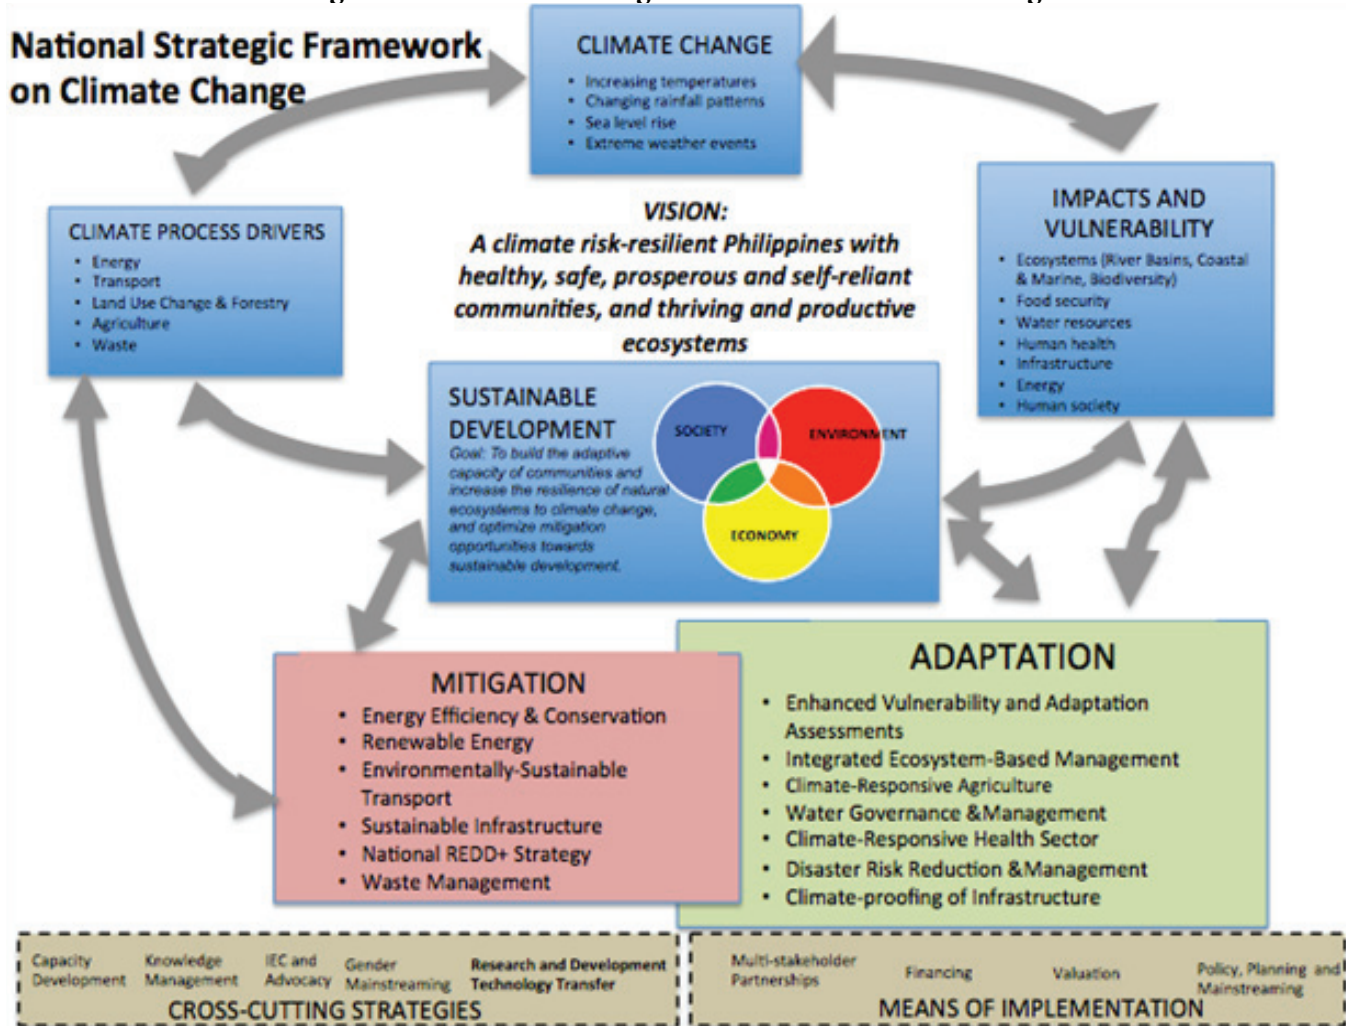 National Strategic Framework
on Climate Change
CLIMATE CHANGE
• Increasing temperatures
• Changing rainfall patterns
• Sea level rise
• Extreme weather events
CLIMATE PROCESS DRIVERS
• Energy
• Transport
• Land Use Change & Forestry
• Agriculture
• Waste
VISION:
A climate risk-resilient Philippines with
healthy, safe, prosperous and self-reliant
communities, and thriving and productive
ecosystems
IMPACTS AND
VULNERABILITY
• Ecosystems (River Basins, Coastal
& Marine, Biodiversity)
• Food security
• Water resources
• Human health
• Infrastructure
• Energy
• Human society
SUSTAINABLE
DEVELOPMENT
Goal: To build the adaptive
capacity of communities and
increase the resilience of natural
ecosystems to climate change,
and optimize mitigation
opportunities towards
sustainable development.
SOCIETY
ENVIRONMENT
ECONOMY
MITIGATION
• Energy Efficiency & Conservation
• Renewable Energy
• Environmentally-Sustainable
Transport
• Sustainable Infrastructure
• National REDD+ Strategy
• Waste Management
ADAPTATION
• Enhanced Vulnerability and Adaptation
Assessments
• Integrated Ecosystem-Based Management
• Climate-Responsive Agriculture
• Water Governance &Management
• Climate-Responsive Health Sector
• Disaster Risk Reduction &Management
• Climate-proofing of Infrastructure
Capacity
Development
Knowledge
Management
IEC and
Advocacy
Gender
Mainstreaming
Research and Development
Technology Transfer
CROSS-CUTTING STRATEGIES
Multi-stakeholder
Partnerships
Financing
Valuation
Policy, Planning and
Mainstreaming
MEANS OF IMPLEMENTATION